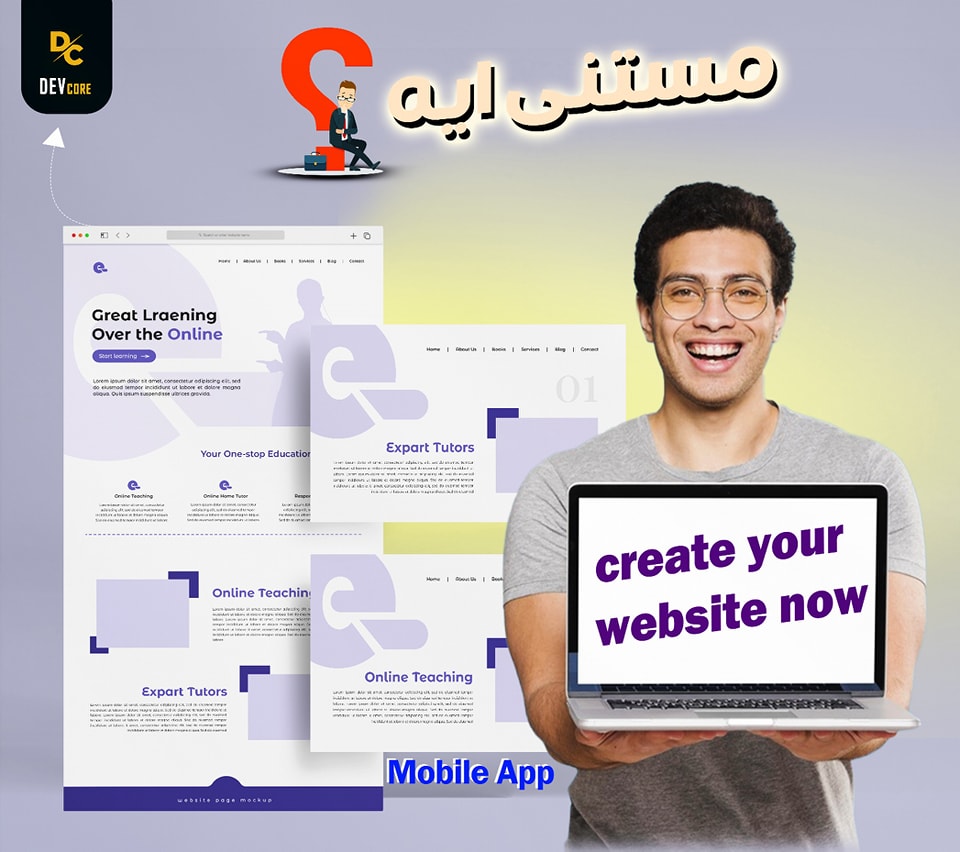 DC
DEVCORE
؟
مستنى ايه
Home | About Us | Books | Services | Blog | Contact
Great Lraening
Over the Online
Start learning
Lorem ipsum dolor sit amet, consectetur adipiscing elit, sed
do eiusmod tempor incididunt ut labore et dolore magna
aliqua. Quis ipsum suspendisse ultrices gravida.
Your One-stop Education
Online Teaching
Online Home Tutor
Respo
Online Teaching
Expart Tutors
website page mockup
Home | About Us | Books | Services | Blog | Contact
01
Expart Tutors
Home | About Us | Book
Online Teaching
Mobile App
create your
website now